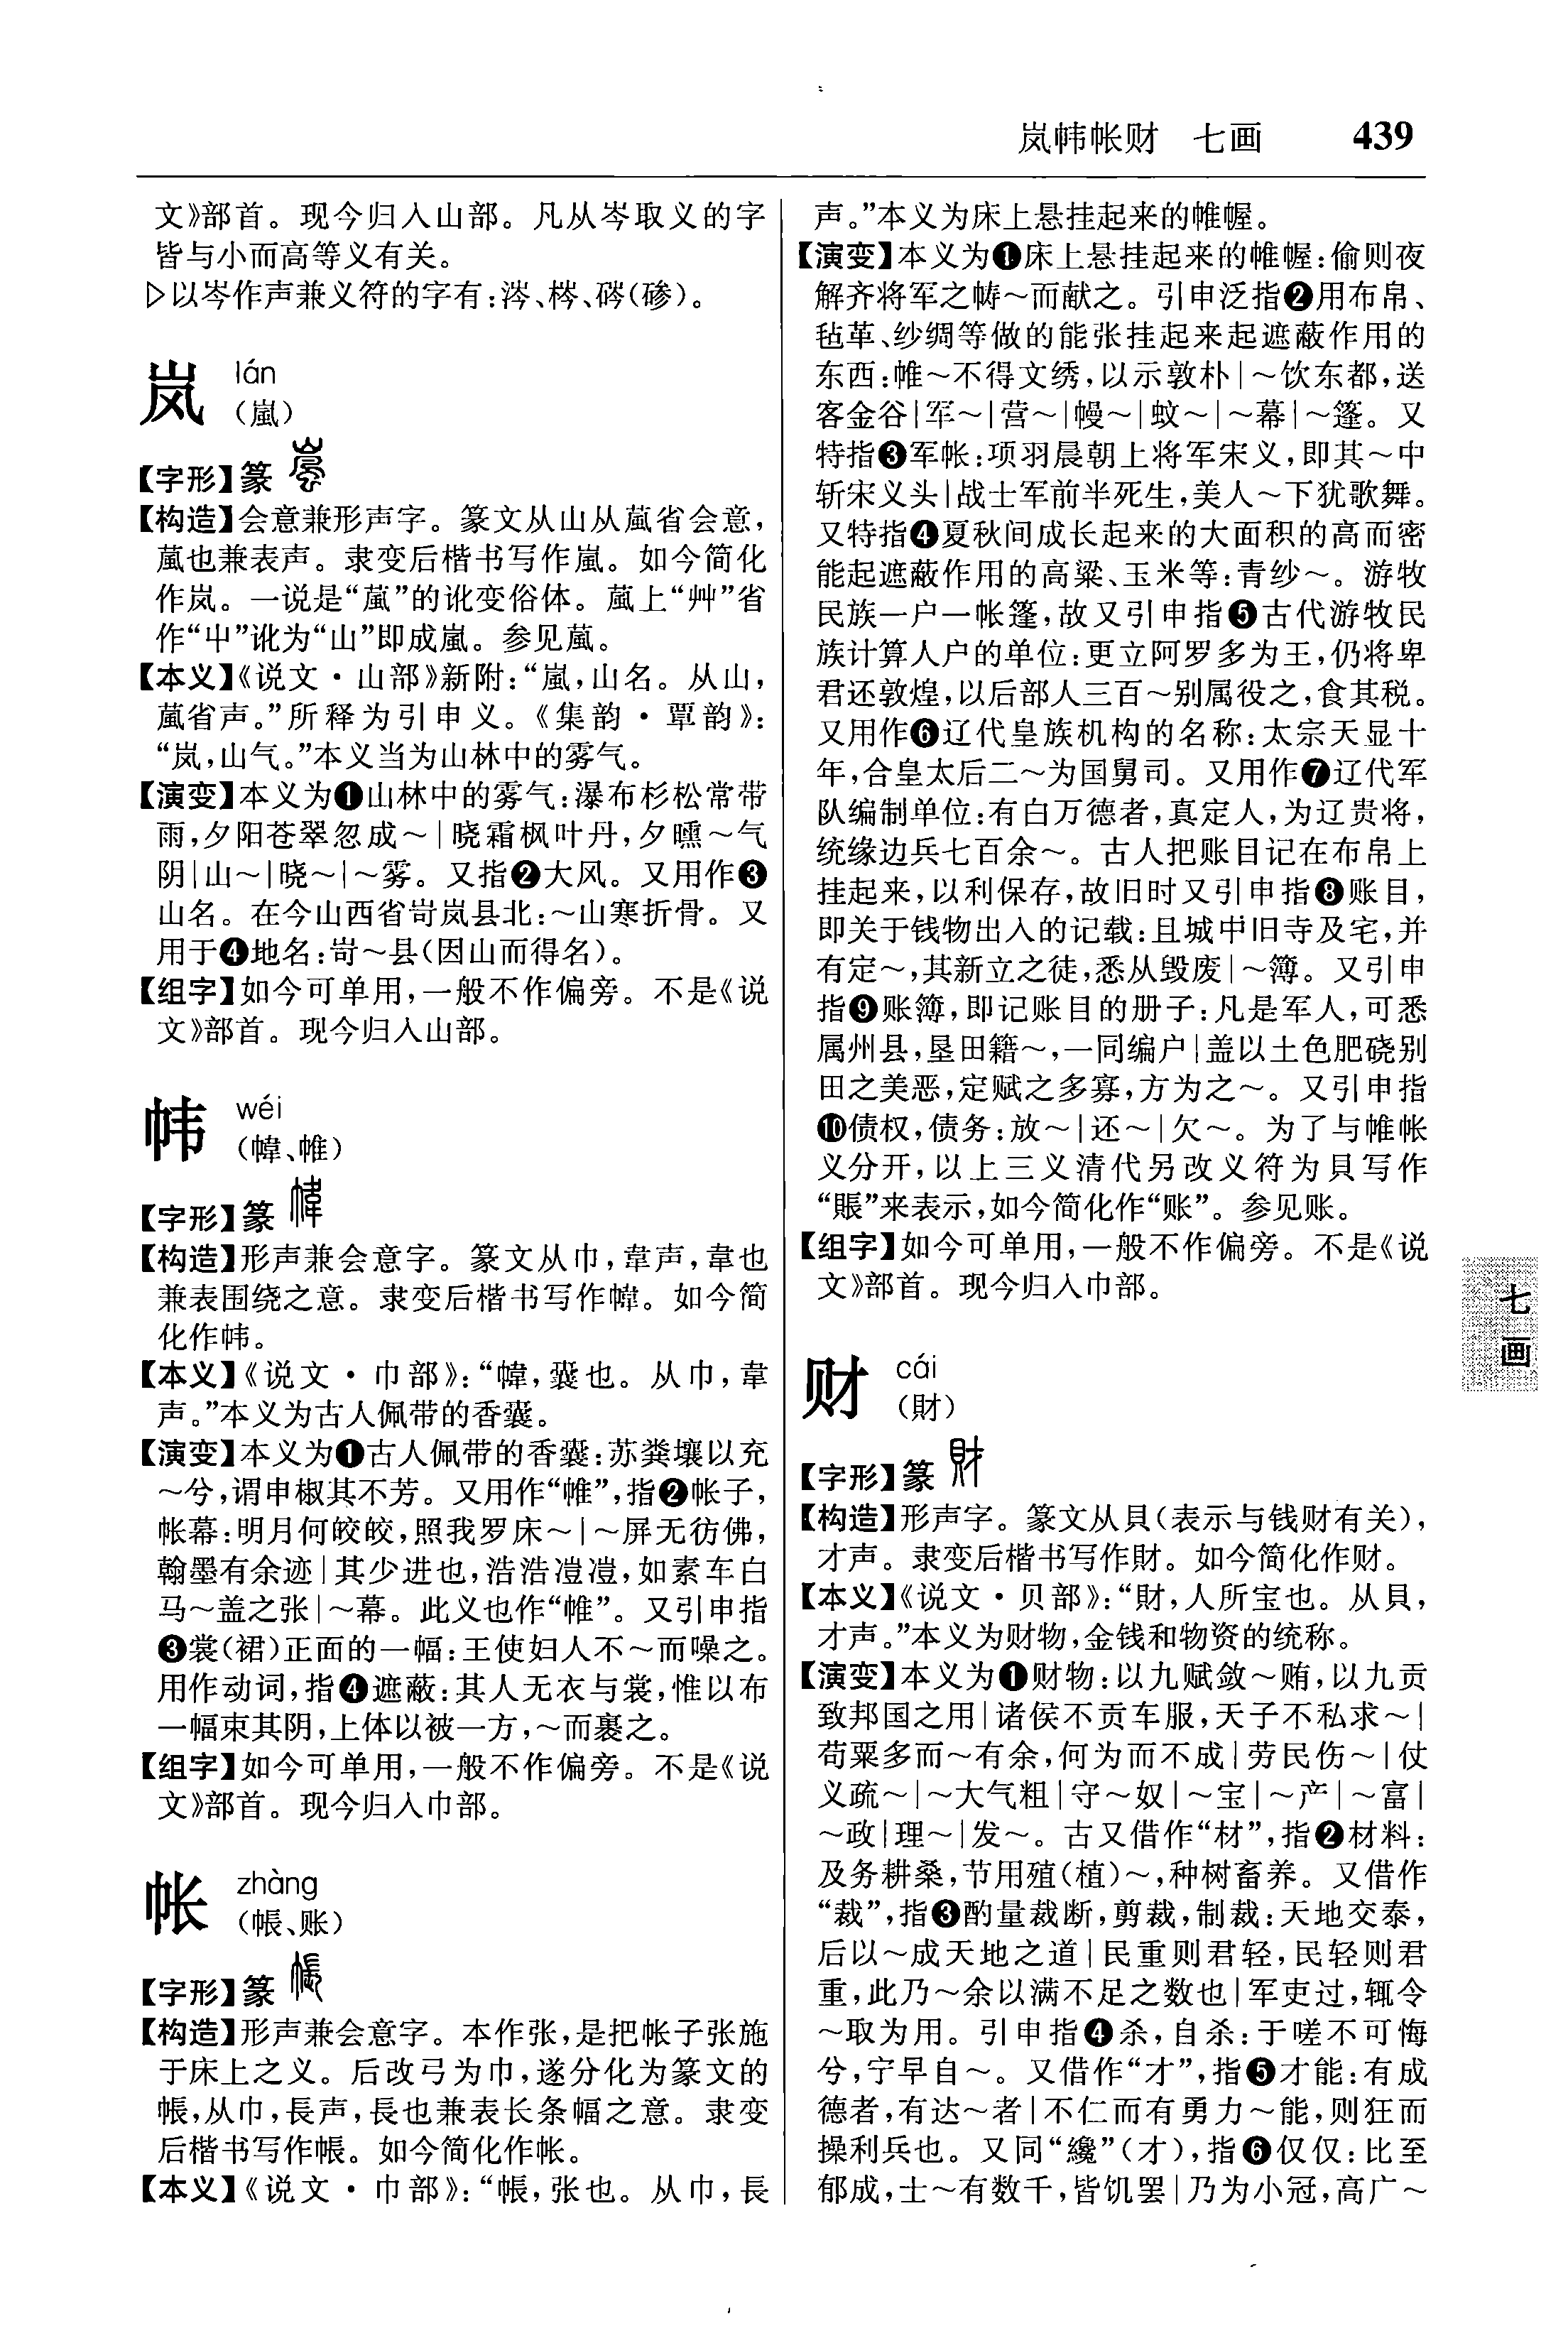 岚帏帐财 七画 439
文》部首。现今归入山部。凡从岑取义的字
皆与小而高等义有关。
▷以岑作声兼义符的字有:涔、梣、硶(碜)。
岚 lán
(嵐)
【字形】篆
【构造】会意兼形声字。篆文从山从葻省会意,
葻也兼表声。隶变后楷书写作嵐。如今简化
作岚。一说是“葻”的讹变俗体。葻上“艸”省
作“屮”讹为“山”即成嵐。参见葻。
【本义】《说文·山部》新附:“嵐,山名。从山,
葻省声。”所释为引申义。《集韵·覃韵》:
“岚,山气。”本义当为山林中的雾气。
【演变】本义为❶山林中的雾气:瀑布杉松常带
雨,夕阳苍翠忽成~|晓霜枫叶丹,夕曛~气
阴|山~|晓~|~雾。又指❷大风。又用作❸
山名。在今山西省岢岚县北:~山寒折骨。又
用于❹地名:岢~县(因山而得名)。
【组字】如今可单用,一般不作偏旁。不是《说
文》部首。现今归入山部。
帏 wéi
(幃、帷)
【字形】篆
【构造】形声兼会意字。篆文从巾,韋声,韋也
兼表围绕之意。隶变后楷书写作幃。如今简
化作帏。
【本义】《说文·巾部》:“幃,囊也。从巾,韋
声。”本义为古人佩带的香囊。
【演变】本义为❶古人佩带的香囊:苏粪壤以充
~兮,谓申椒其不芳。又用作“帷”,指❷帐子,
帐幕:明月何皎皎,照我罗床~|~屏无彷佛,
翰墨有余迹|其少进也,浩浩凒凒,如素车白
马~盖之张|~幕。此义也作“帷”。又引申指
❸裳(裙)正面的一幅:王使妇人不~而噪之。
用作动词,指❹遮蔽:其人无衣与裳,惟以布
一幅束其阴,上体以被一方,~而裹之。
【组字】如今可单用,一般不作偏旁。不是《说
文》部首。现今归入巾部。
帐 zhàng
(帳、账)
【字形】篆
【构造】形声兼会意字。本作张,是把帐子张施
于床上之义。后改弓为巾,遂分化为篆文的
帳,从巾,長声,長也兼表长条幅之意。隶变
后楷书写作帳。如今简化作帐。
【本义】《说文·巾部》:“帳,张也。从巾,長
声。”本义为床上悬挂起来的帷幄。
【演变】本义为❶床上悬挂起来的帷幄:偷则夜
解齐将军之帱~而献之。引申泛指❷用布帛、
毡革、纱绸等做的能张挂起来起遮蔽作用的
东西:帷~不得文绣,以示敦朴|~饮东都,送
客金谷|军~|营~|幔~|蚊~|~幕|~篷。又
特指❸军帐:项羽晨朝上将军宋义,即其~中
斩宋义头|战士军前半死生,美人~下犹歌舞。
又特指❹夏秋间成长起来的大面积的高而密
能起遮蔽作用的高粱、玉米等:青纱~。游牧
民族一户一帐篷,故又引申指❺古代游牧民
族计算人户的单位:更立阿罗多为王,仍将卑
君还敦煌,以后部人三百~别属役之,食其税。
又用作❻辽代皇族机构的名称:太宗天显十
年,合皇太后二~为国舅司。又用作❼辽代军
队编制单位:有白万德者,真定人,为辽贵将,
统缘边兵七百余~。古人把账目记在布帛上
挂起来,以利保存,故旧时又引申指❽账目,
即关于钱物出入的记载:且城中旧寺及宅,并
有定~,其新立之徒,悉从毁废|~簿。又引申
指❾账簿,即记账目的册子:凡是军人,可悉
属州县,垦田籍~,一同编户|盖以土色肥硗别
田之美恶,定赋之多寡,方为之~。又引申指
❿债权,债务:放~|还~|欠~。为了与帷帐
义分开,以上三义清代另改义符为貝写作
“賬”来表示,如今简化作“账”。参见账。
【组字】如今可单用,一般不作偏旁。不是《说
文》部首。现今归入巾部。
财 cái
(財)
【字形】篆
【构造】形声字。篆文从貝(表示与钱财有关),
才声。隶变后楷书写作財。如今简化作财。
【本义】《说文·贝部》:“財,人所宝也。从貝,
才声。”本义为财物,金钱和物资的统称。
【演变】本义为❶财物:以九赋敛~贿,以九贡
致邦国之用|诸侯不贡车服,天子不私求~|
苟粟多而~有余,何为而不成|劳民伤~|仗
义疏~|~大气粗|守~奴|~宝|~产|~富|
~政|理~|发~。古又借作“材”,指❷材料:
及务耕桑,节用殖(植)~,种树畜养。又借作
“裁”,指❸酌量裁断,剪裁,制裁:天地交泰,
后以~成天地之道|民重则君轻,民轻则君
重,此乃~余以满不足之数也|军吏过,辄令
~取为用。引申指❹杀,自杀:于嗟不可悔
兮,宁早自~。又借作“才”,指❺才能:有成
德者,有达~者|不仁而有勇力~能,则狂而
操利兵也。又同“纔”(才),指❻仅仅:比至
郁成,士~有数千,皆饥罢|乃为小冠,高广~
七
画